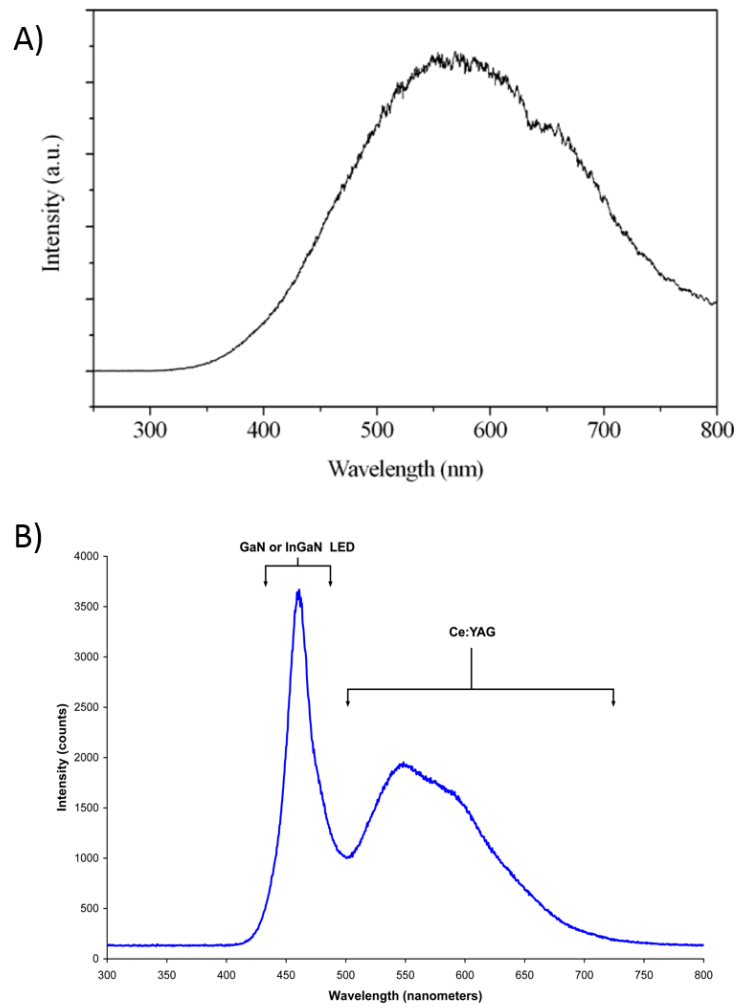 A)
Intensity (a.u.)
300 400 500 600 700 800
Wavelength (nm)
B)
GaN or InGaN LED
Ce:YAG
4000
3500
3000
2500
2000
1500
1000
500
0
Intensity (counts)
300 350 400 450 500 550 600 650 700 750 800
Wavelength (nanometers)